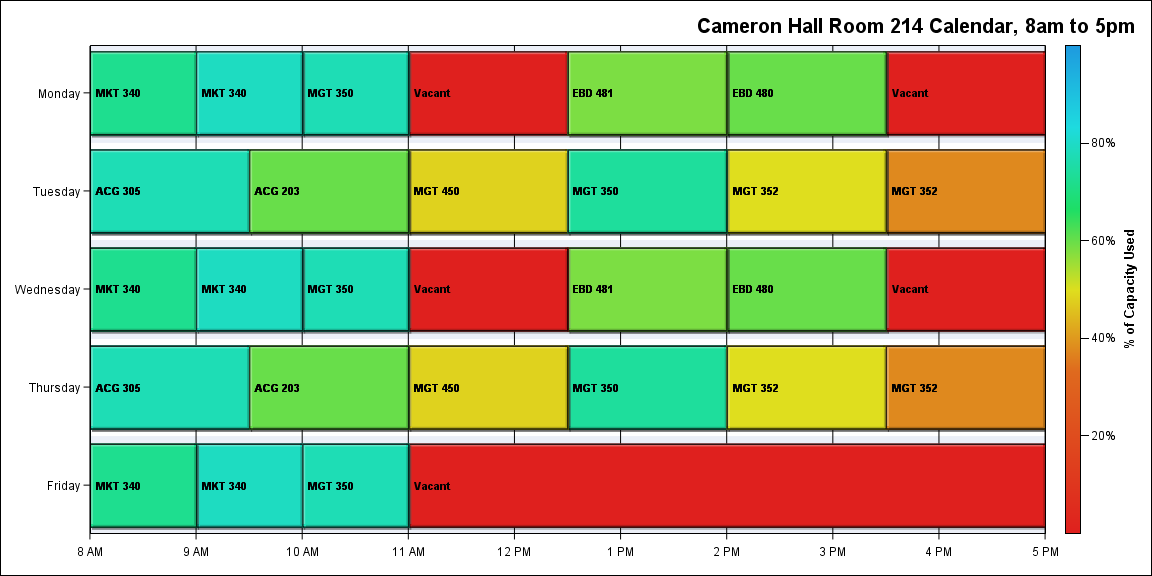 Cameron Hall Room 214 Calendar, 8am to 5pm
Monday
MKT 340
MKT 340
MGT 350
Vacant
EBD 481
EBD 480
Vacant
Tuesday
ACG 305
ACG 203
MGT 450
MGT 350
MGT 352
MGT 352
Wednesday
MKT 340
MKT 340
MGT 350
Vacant
EBD 481
EBD 480
Vacant
Thursday
ACG 305
ACG 203
MGT 450
MGT 350
MGT 352
MGT 352
Friday
MKT 340
MKT 340
MGT 350
Vacant
8 AM
9 AM
10 AM
11 AM
12 PM
1 PM
2 PM
3 PM
4 PM
5 PM
80%
60%
40%
20%
% of Capacity Used